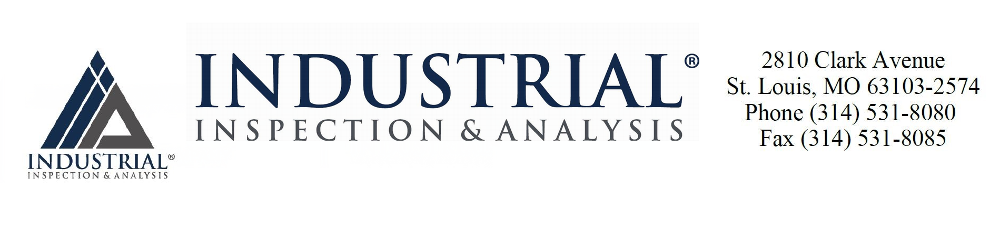 INDUSTRIAL®
INSPECTION & ANALYSIS
INDUSTRIAL®
INSPECTION & ANALYSIS
2810 Clark Avenue
St. Louis, MO 63103-2574
Phone (314) 531-8080
Fax (314) 531-8085